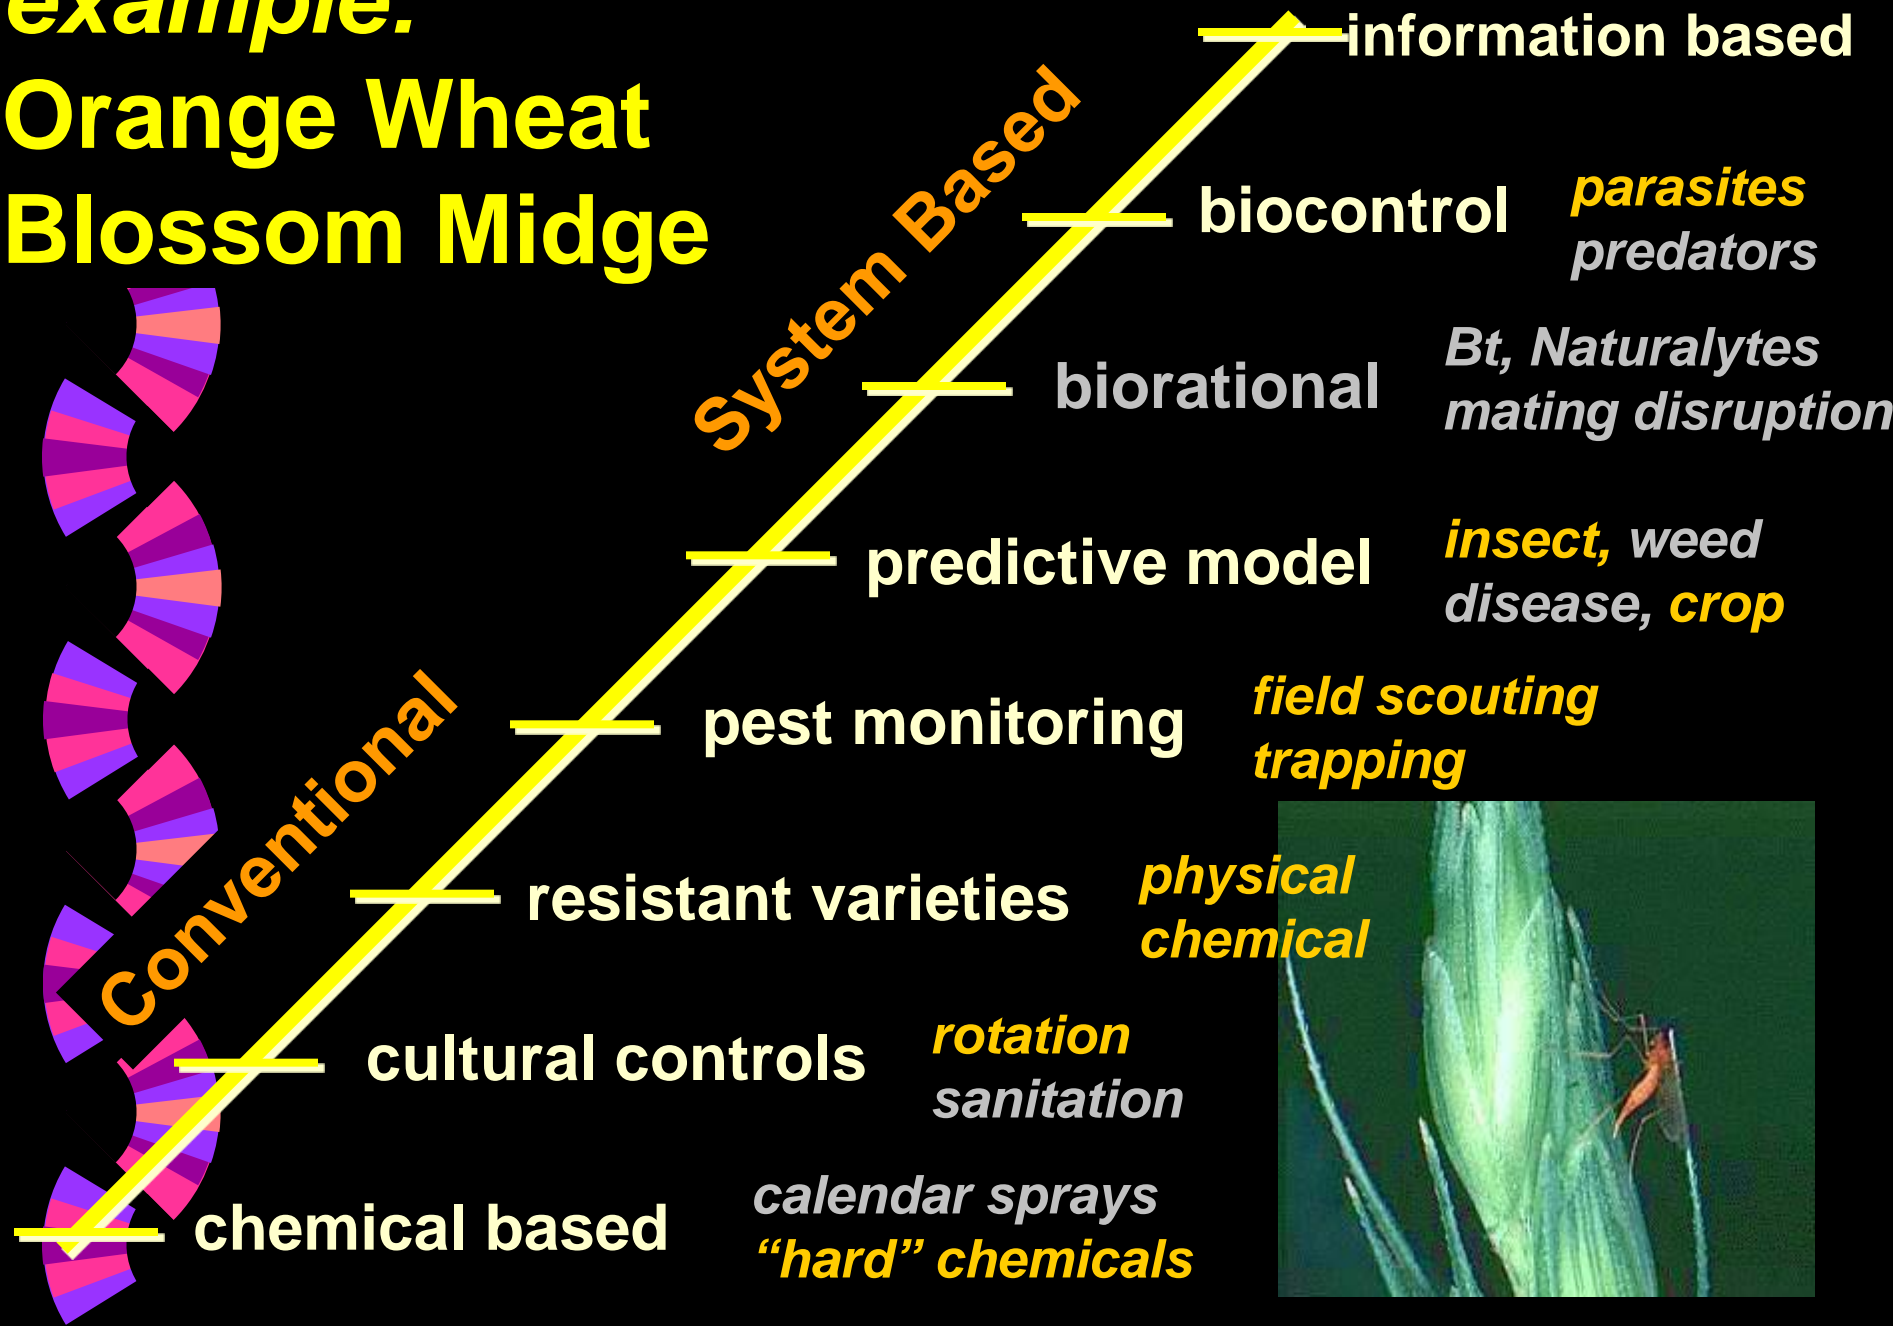 example:
Orange Wheat
Blossom Midge
information based
System Based
biocontrol
parasites
predators
biorational
Bt, Naturalytes
mating disruption
predictive model
insect, weed
disease, crop
Conventional
pest monitoring
field scouting
trapping
resistant varieties
physical
chemical
cultural controls
rotation
sanitation
chemical based
calendar sprays
“hard” chemicals